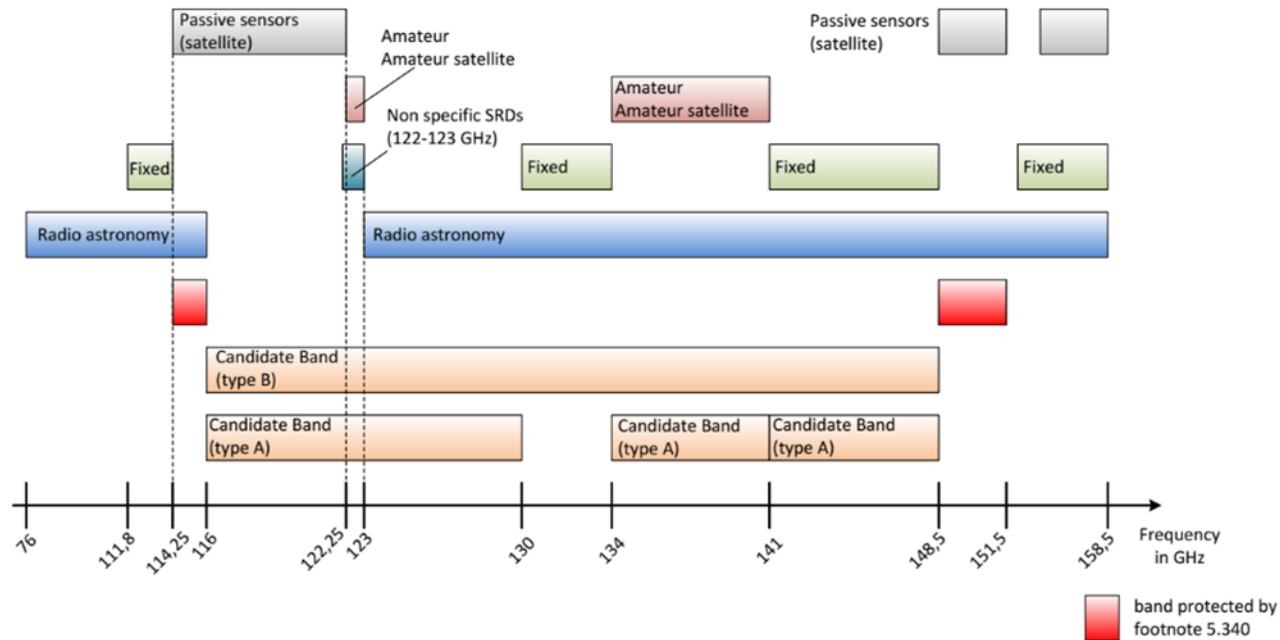 Passive sensors
(satellite)
Amateur
Amateur satellite
Passive sensors
(satellite)
Amateur
Amateur satellite
Non specific SRDs
(122-123 GHz)
Fixed
Fixed
Fixed
Fixed
Radio astronomy
Radio astronomy
Candidate Band
(type B)
Candidate Band
(type A)
Candidate Band
(type A)
Candidate Band
(type A)
76
111,8
114,25
116
122,25
123
130
134
141
148,5
151,5
158,5
Frequency
in GHz
band protected by
footnote 5.340